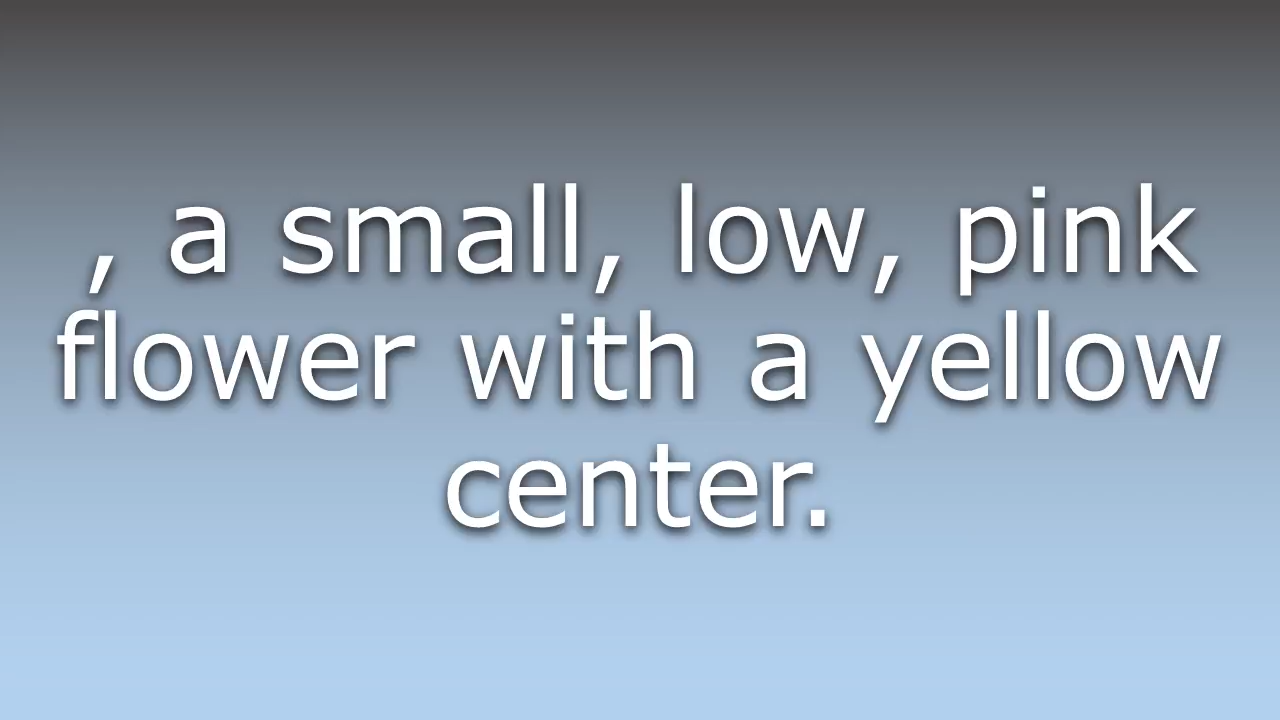 , a small, low, pink
flower with a yellow
center.